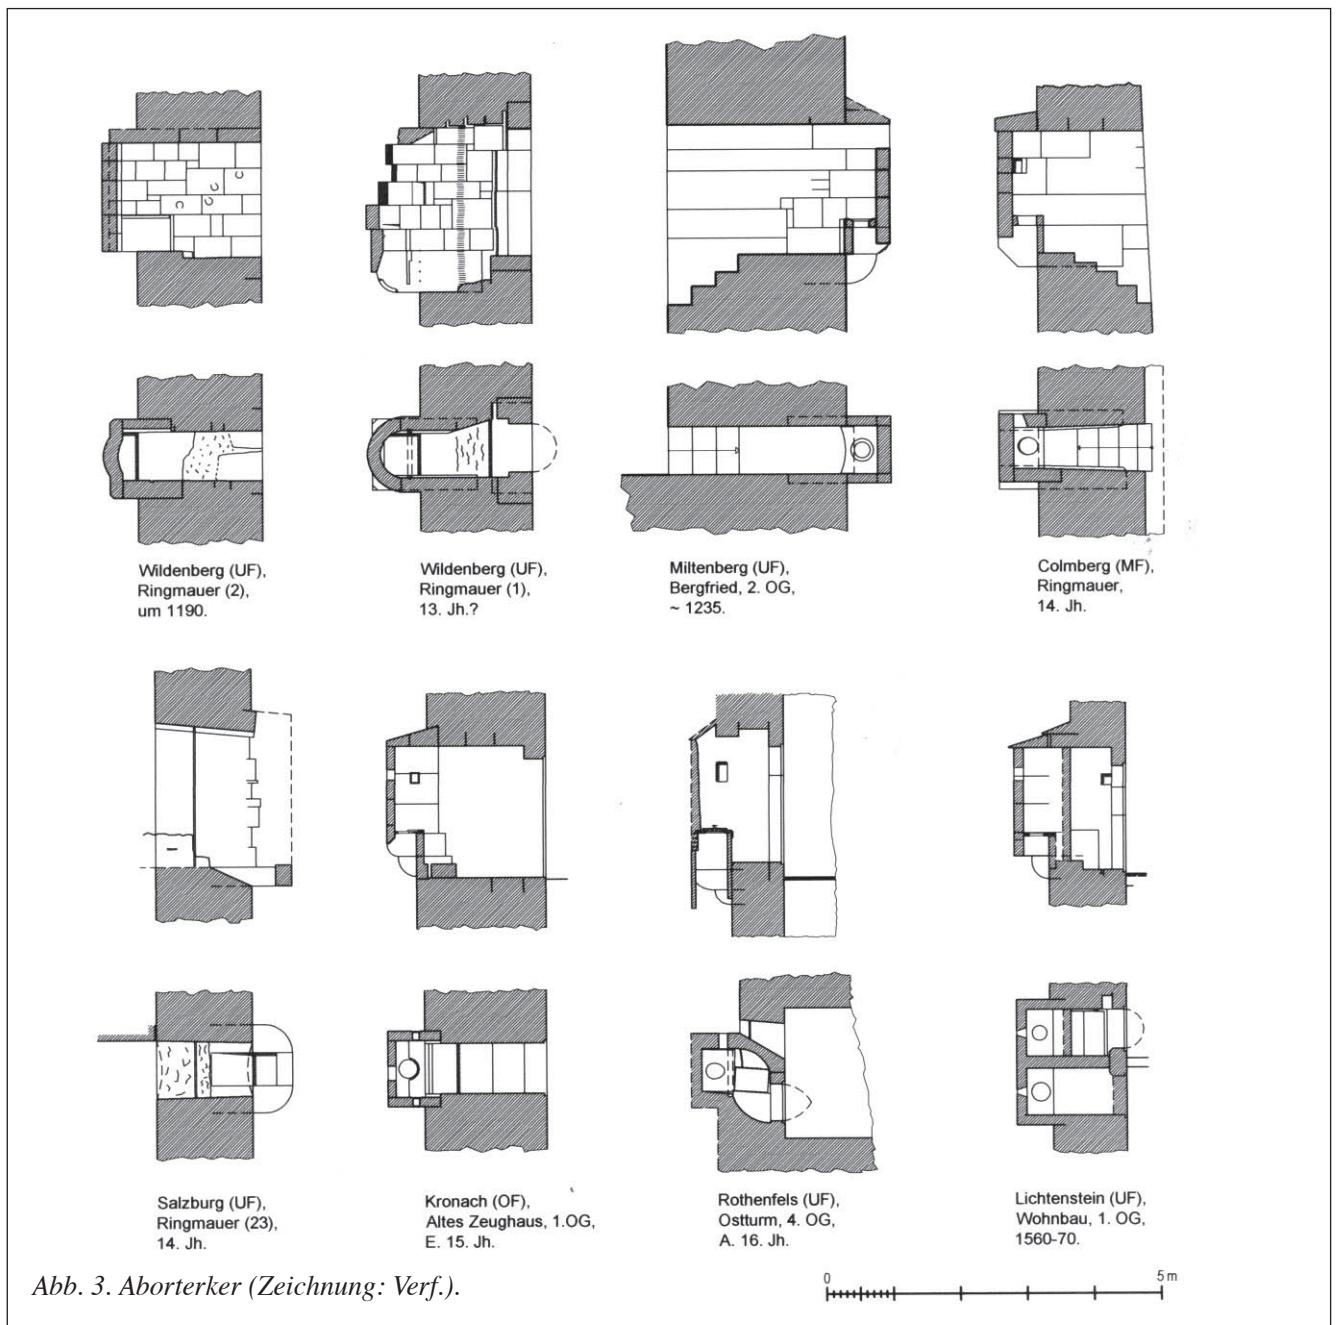 Wildenberg (UF),
Ringmauer (2),
um 1190.
Wildenberg (UF),
Ringmauer (1),
13. Jh.?
Miltenberg (UF),
Bergfried, 2. OG,
~ 1235.
Colmberg (MF),
Ringmauer,
14. Jh.
Salzburg (UF),
Ringmauer (23),
14. Jh.
Kronach (OF),
Altes Zeughaus, 1.OG,
E. 15. Jh.
Rothenfels (UF),
Ostturm, 4. OG,
A. 16. Jh.
Lichtenstein (UF),
Wohnbau, 1. OG,
1560-70.
0 5 m
Abb. 3. Aborterker (Zeichnung: Verf.).